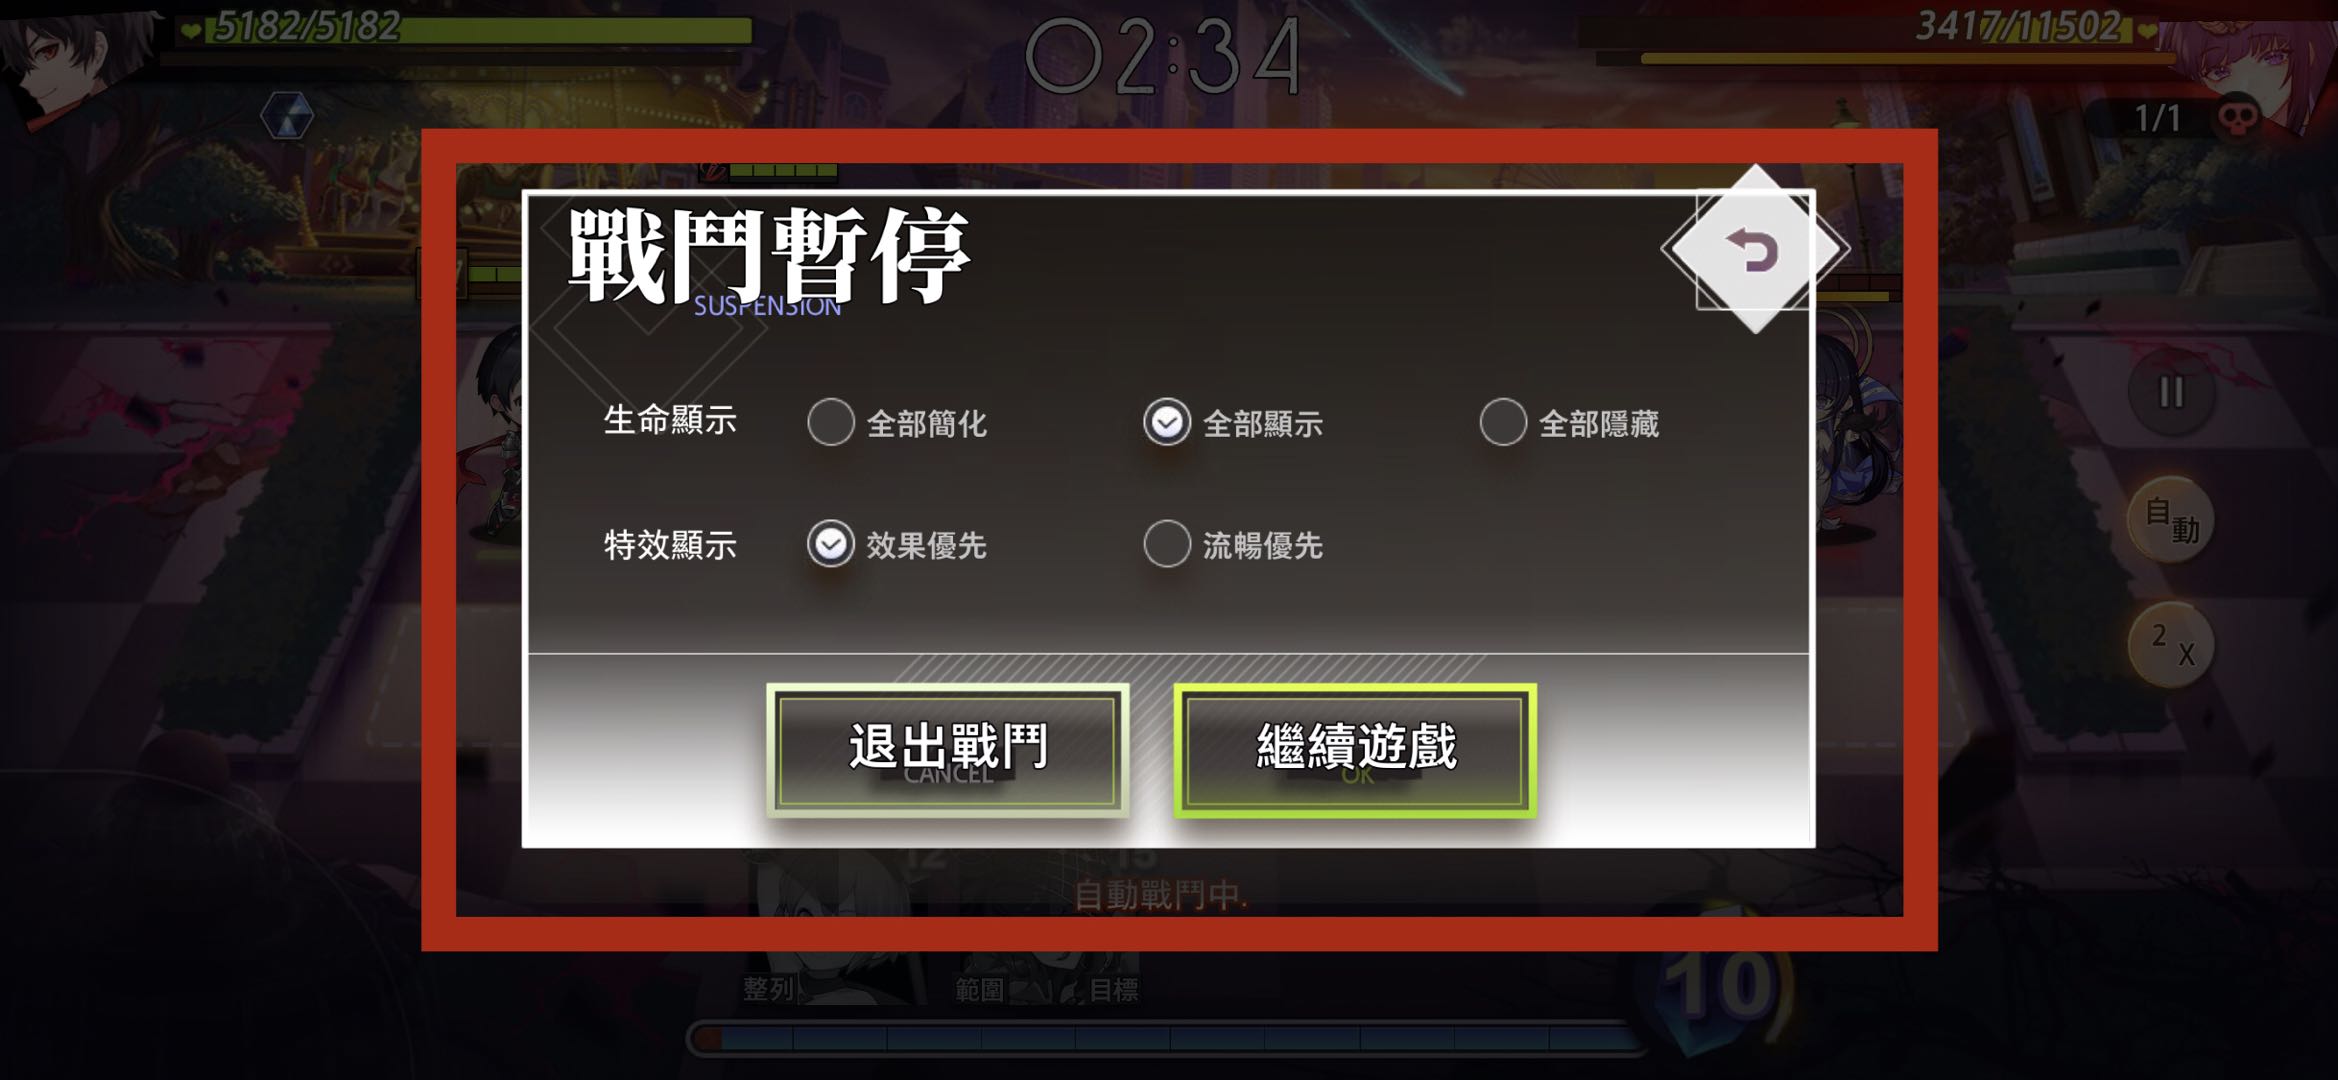 5182/5182
02:34
3417/11502
1/1
戰鬥暫停
SUSPENSION
生命顯示 全部簡化 全部顯示 全部隱藏
特效顯示 效果優先 流暢優先
自動
2X
退出戰鬥 繼續遊戲
CANCEL OK
12 15
自動戰鬥中.
整列 範圍 目標
10